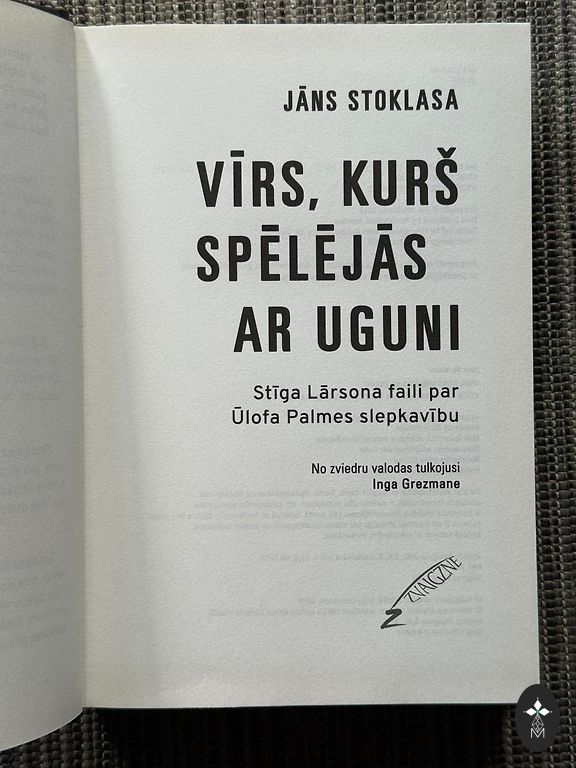 JĀNS STOKLASA
VĪRS, KURŠ
SPĒLĒJĀS
AR UGUNI
Stīga Lārsona faili par
Ūlofa Palmes slepkavību
No zviedru valodas tulkojusi
Inga Grezmane
ZVAIGZNE